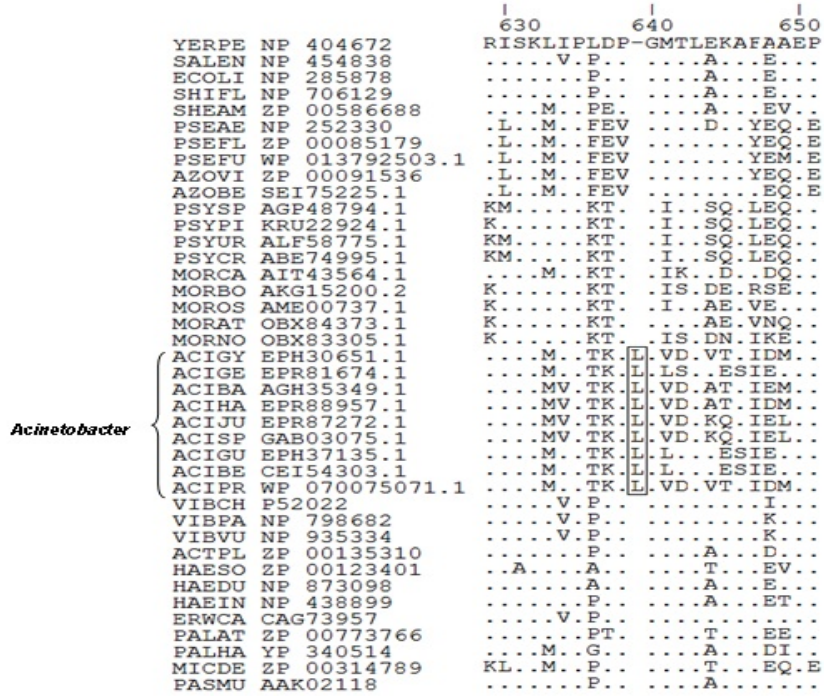 630 640 650
YERPE NP 404672 RISKLIPLDP-GMTLEKAFAAEP
SALEN NP 454838 .....V.P.......A...E...
ECOLI NP 285878 .......P.......A...E...
SHIFL NP 706129 .......P.......A...E...
SHEAM ZP 00586688 ....M..PE......A...EV..
PSEAE NP 252330 .L..M..FEV.....D..YEQ.E
PSEFL ZP 00085179 .L..M..FEV........YEQ.E
PSEFU WP 013792503.1 .L..M..FEV........YEM.E
AZOVI ZP 00091536 .L..M..FEV........YEQ.E
AZOBE SEI75225.1 .L..M..FEV.........EQ.E
PSYSP AGP48794.1 KM.....KT...I..SQ.LEQ..
PSYPI KRU22924.1 K......KT...I..SQ.LEQ..
PSYUR ALF58775.1 KM.....KT...I..SQ.LEQ..
PSYCR ABE74995.1 KM.....KT...I..SQ.LEQ..
MORCA AIT43564.1 ....M..KT...IK..D..DQ..
MORBO AKG15200.2 K......KT...IS.DE.RSE..
MOROS AME00737.1 K......KT...I..AE.VE...
MORAT OBX84373.1 K......KT......AE.VNQ..
MORNO OBX83305.1 K......KT...IS.DN.IKE..
ACIGY EPH30651.1 ....M..TK.L.VD.VT.IDM..
ACIGE EPR81674.1 ....M..TK.L.LS..ESIE...
ACIBA AGH35349.1 ....MV.TK.L.VD.AT.IEM..
ACIHA EPR88957.1 ....MV.TK.L.VD.AT.IDM..
ACIJU EPR87272.1 ....MV.TK.L.VD.KQ.IEL..
Acinetobacter
ACISP GAB03075.1 ....MV.TK.L.VD.KQ.IEL..
ACIGU EPH37135.1 ....M..TK.L.L...ESIE...
ACIBE CEI54303.1 ....M..TK.L.L...ESIE...
ACIPR WP 070075071.1 ....M..TK.L.VD.VT.IDM..
VIBCH P52022 .....V.P...........I...
VIBPA NP 798682 .....V.P...........K...
VIBVU NP 935334 .....V.P...........K...
ACTPL ZP 00135310 .......P.......A...D...
HAESO ZP 00123401 ..A....A.......T...EV..
HAEDU NP 873098 .......A.......A...E...
HAEIN NP 438899 .......P.......A...ET..
ERWCA CAG73957 .....V.P...............
PALAT ZP 00773766 .......PT......T...EE..
PALHA YP 340514 ....M..G.......A...DI..
MICDE ZP 00314789 KL..M..P.......T...EQ.E
PASMU AAK02118 .......P.......A.......